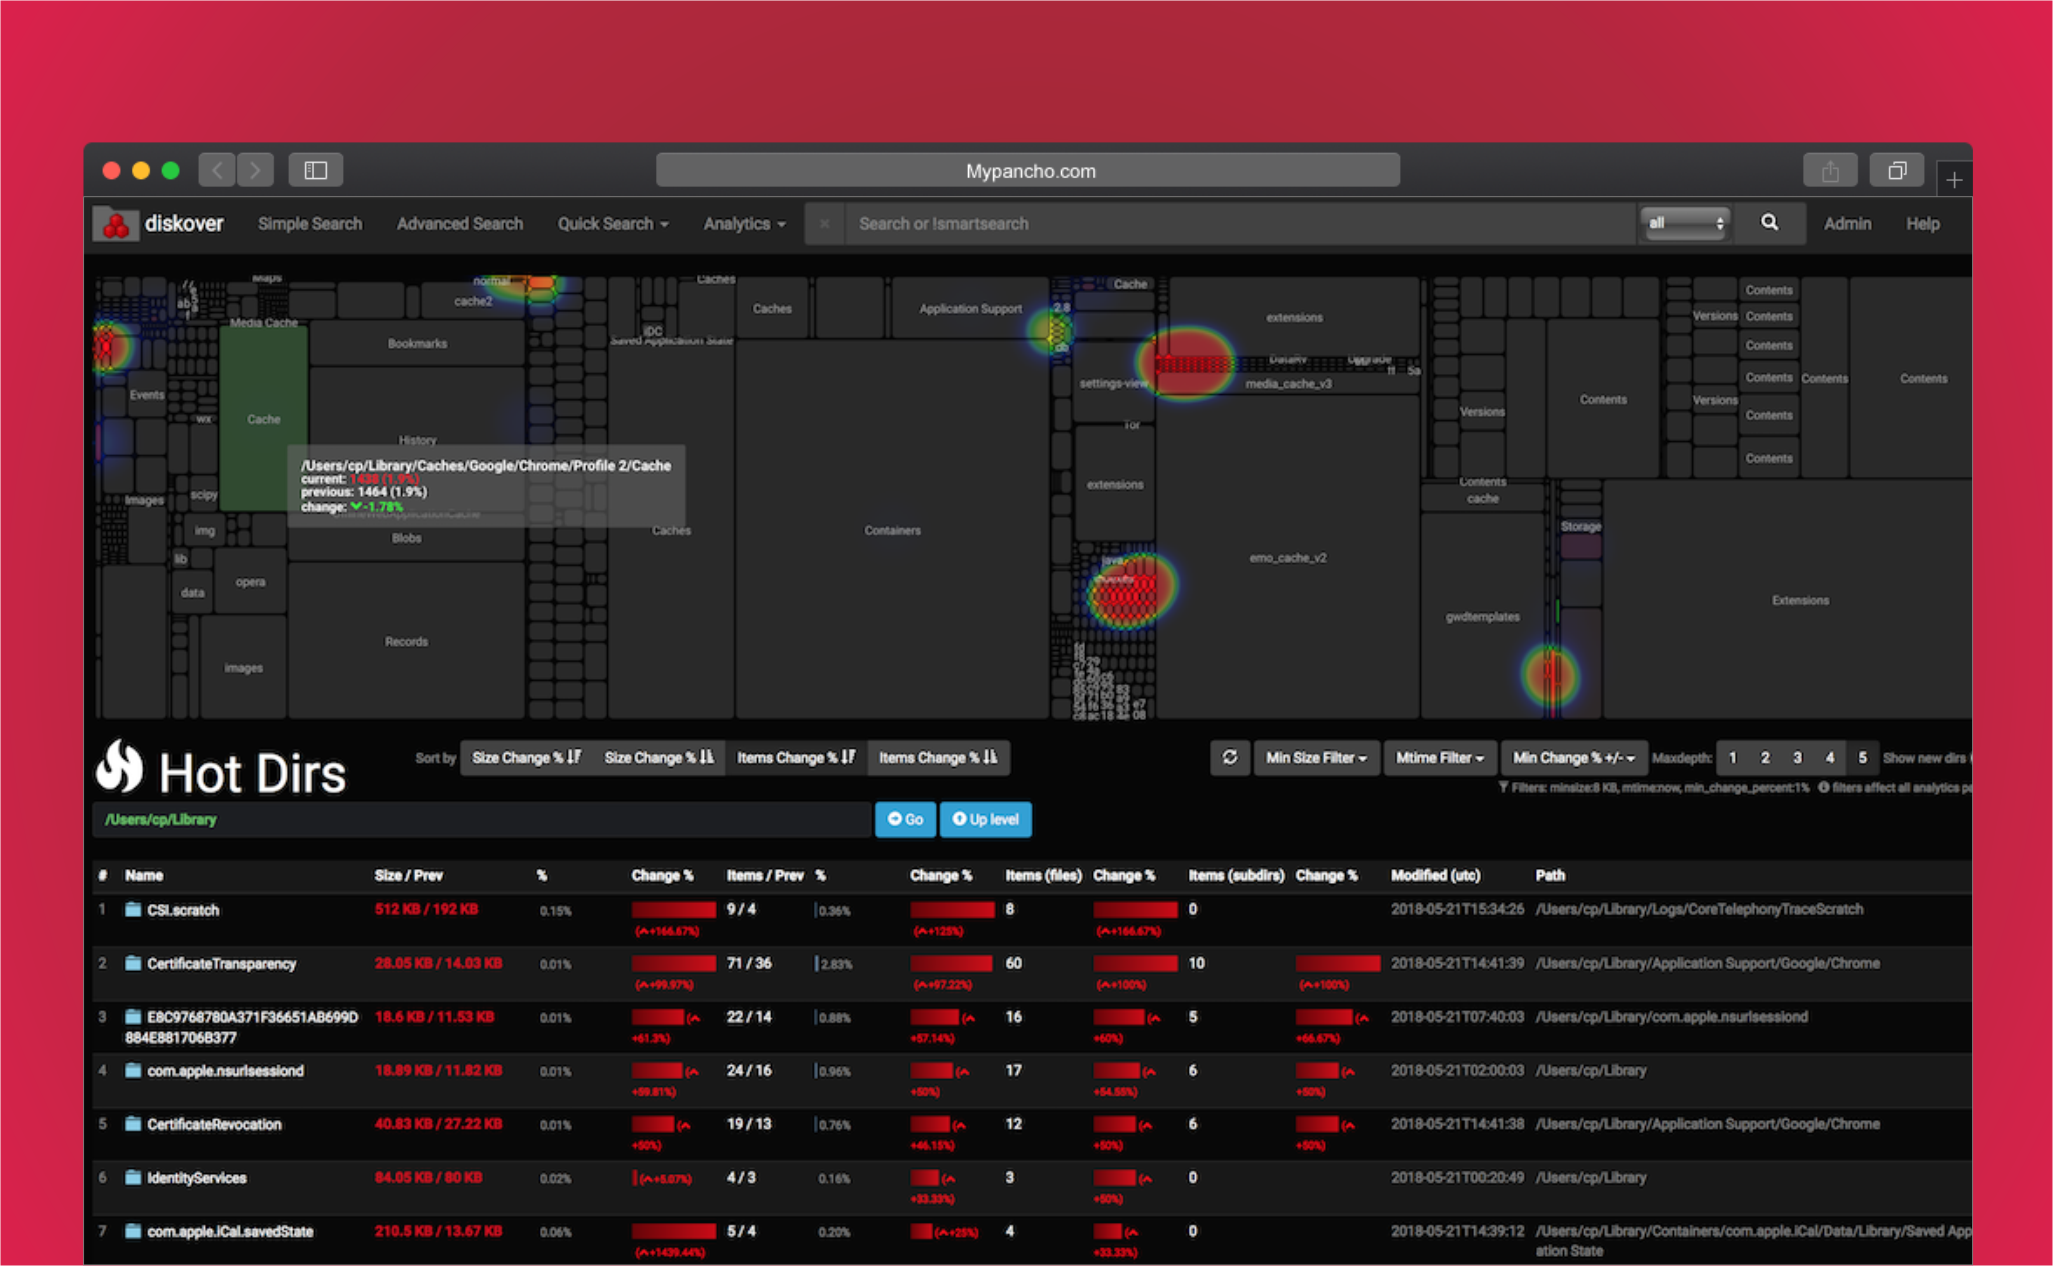 Mypancho.com
diskover Simple Search Advanced Search Quick Search Analytics × Search or !smartsearch all Admin Help
Maps
normal
cache2
Media Cache
Bookmarks
Events
wx
Cache
History
Images
scipy
img
lib
data
opera
images
Blobs
Records
/Users/cp/Library/Caches/Google/Chrome/Profile 2/Cache
current: 1438 (1.9%)
previous: 1464 (1.9%)
change: -1.78%
Caches
Caches
Application Support
iDC
Saved Application State
Caches
Containers
Cache
2.8
db
settings-view
Tor
extensions
java
extensions
media_cache_v3
emo_cache_v2
Versions
Contents
cache
gwdtemplates
Contents
Storage
Versions
Versions
Contents
Contents
Contents
Contents
Contents
Contents
Contents
Contents
Extensions
Hot Dirs
Sort by Size Change % Size Change % Items Change % Items Change % Min Size Filter Mtime Filter Min Change % +/- Maxdepth: 1 2 3 4 5 Show new dirs
Filters: minsize:8 KB, mtime:now, min_change_percent:1% filters affect all analytics pa
/Users/cp/Library Go Up level
# Name Size / Prev % Change % Items / Prev % Change % Items (files) Change % Items (subdirs) Change % Modified (utc) Path
1 CSI.scratch 512 KB / 192 KB 0.15% 9 / 4 0.36% 8 0 2018-05-21T15:34:26 /Users/cp/Library/Logs/CoreTelephonyTraceScratch
(+166.67%) (+125%) (+166.67%)
2 CertificateTransparency 28.05 KB / 14.03 KB 0.01% 71 / 36 2.83% 60 10 2018-05-21T14:41:39 /Users/cp/Library/Application Support/Google/Chrome
(+99.97%) (+97.22%) (+100%) (+100%)
3 E8C9768780A371F36651AB699D 18.6 KB / 11.53 KB 0.01% ( 22 / 14 0.88% ( 16 ( 5 ( 2018-05-21T07:40:03 /Users/cp/Library/com.apple.nsurlsessiond
884E881706B377 +61.3%) +57.14%) +60%) +66.67%)
4 com.apple.nsurlsessiond 18.89 KB / 11.82 KB 0.01% ( 24 / 16 0.96% ( 17 ( 6 ( 2018-05-21T02:00:03 /Users/cp/Library
+59.81%) +50%) +54.55%) +50%)
5 CertificateRevocation 40.83 KB / 27.22 KB 0.01% ( 19 / 13 0.76% ( 12 ( 6 ( 2018-05-21T14:41:38 /Users/cp/Library/Application Support/Google/Chrome
+50%) +46.15%) +50%) +50%)
6 IdentityServices 84.05 KB / 80 KB 0.02% (+5.07%) 4 / 3 0.16% ( 3 ( 0 2018-05-21T00:20:49 /Users/cp/Library
+33.33%) +50%)
7 com.apple.iCal.savedState 210.5 KB / 13.67 KB 0.06% 5 / 4 0.20% (+25%) 4 ( 0 2018-05-21T14:39:12 /Users/cp/Library/Containers/com.apple.iCal/Data/Library/Saved App
(+1439.44%) +33.33%) ation State